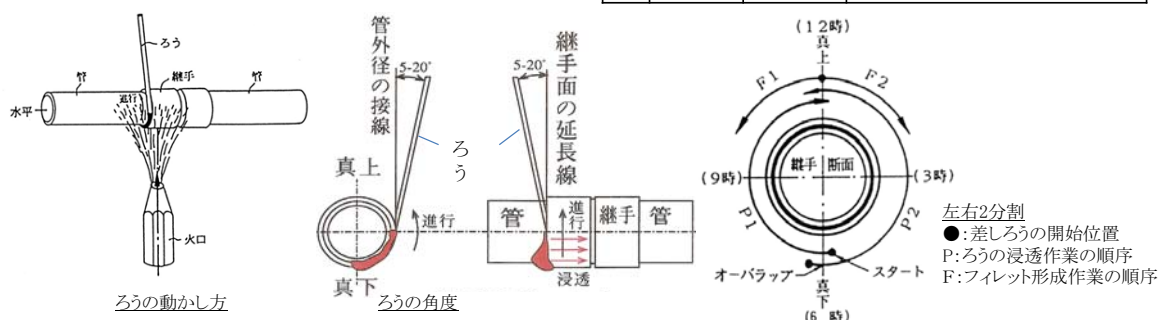 ろう
管
継手
管
進行
水平
火口
ろうの動かし方
管外径の接線
5-20°
ろう
真上
進行
真下
ろうの角度
5-20°
継手面の延長線
管
進行
継手
管
浸透
(12時)
真上
F1
F2
継手 断面
(9時)
(3時)
P1
P2
オーバラップ
スタート
真下
(6 時)
左右2分割
●:差しろうの開始位置
P:ろうの浸透作業の順序
F:フィレット形成作業の順序